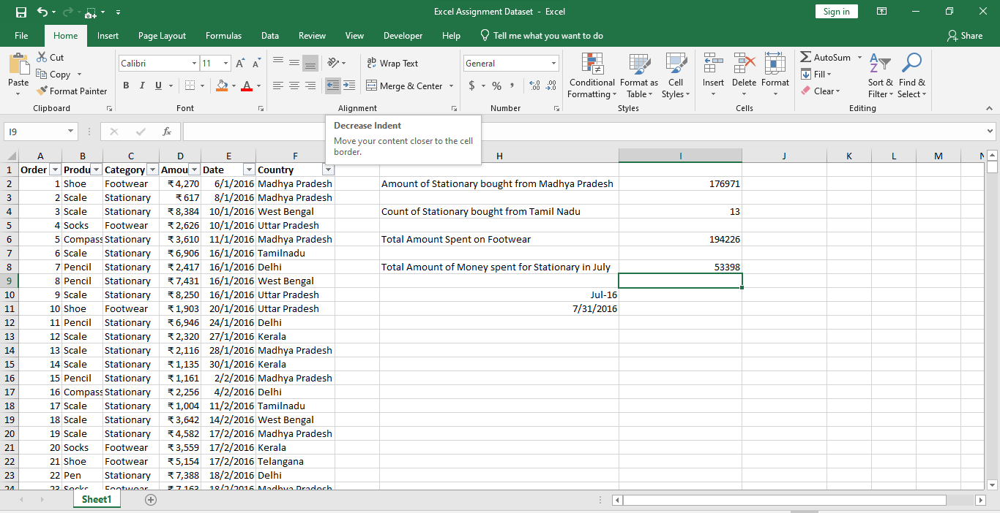 Excel Assignment Dataset - Excel
Sign in
File Home Insert Page Layout Formulas Data Review View Developer Help Tell me what you want to do Share
Paste
Cut
Copy
Format Painter
Clipboard
Calibri 11 A A
B I U A
Font
ab Wrap Text
Merge & Center
Alignment
General
$ % , .00 .00
Number
Conditional Formatting
Format as Table
Cell Styles
Styles
Insert Delete Format
Cells
AutoSum
Fill
Clear
Sort & Filter
Find & Select
Editing
I9 fx
Decrease Indent
Move your content closer to the cell
border.
A B C D E F H I J K L M N
1 Order Produ Category Amou Date Country
2 1 Shoe Footwear ₹ 4,270 6/1/2016 Madhya Pradesh Amount of Stationary bought from Madhya Pradesh 176971
3 2 Scale Stationary ₹ 617 8/1/2016 Madhya Pradesh
4 3 Scale Stationary ₹ 8,384 10/1/2016 West Bengal Count of Stationary bought from Tamil Nadu 13
5 4 Socks Footwear ₹ 2,626 10/1/2016 Uttar Pradesh
6 5 Compass Stationary ₹ 3,610 11/1/2016 Madhya Pradesh Total Amount Spent on Footwear 194226
7 6 Scale Stationary ₹ 6,906 16/1/2016 Tamilnadu
8 7 Pencil Stationary ₹ 2,417 16/1/2016 Delhi Total Amount of Money spent for Stationary in July 53398
9 8 Pencil Stationary ₹ 7,431 16/1/2016 West Bengal
10 9 Scale Stationary ₹ 8,250 16/1/2016 Uttar Pradesh Jul-16
11 10 Shoe Footwear ₹ 1,903 20/1/2016 Uttar Pradesh 7/31/2016
12 11 Pencil Stationary ₹ 6,946 24/1/2016 Delhi
13 12 Scale Stationary ₹ 2,320 27/1/2016 Kerala
14 13 Scale Stationary ₹ 2,116 28/1/2016 Madhya Pradesh
15 14 Scale Stationary ₹ 1,135 30/1/2016 Kerala
16 15 Pencil Stationary ₹ 1,161 2/2/2016 Madhya Pradesh
17 16 Compass Stationary ₹ 2,256 4/2/2016 Delhi
18 17 Scale Stationary ₹ 1,004 11/2/2016 Tamilnadu
19 18 Scale Stationary ₹ 3,642 14/2/2016 West Bengal
20 19 Scale Stationary ₹ 4,582 17/2/2016 Madhya Pradesh
21 20 Socks Footwear ₹ 3,559 17/2/2016 Kerala
22 21 Shoe Footwear ₹ 5,154 17/2/2016 Telangana
23 22 Pen Stationary ₹ 7,388 18/2/2016 Delhi
24 23 Socks Footwear ₹ 7,163 18/2/2016 Madhya Pradesh
Sheet1